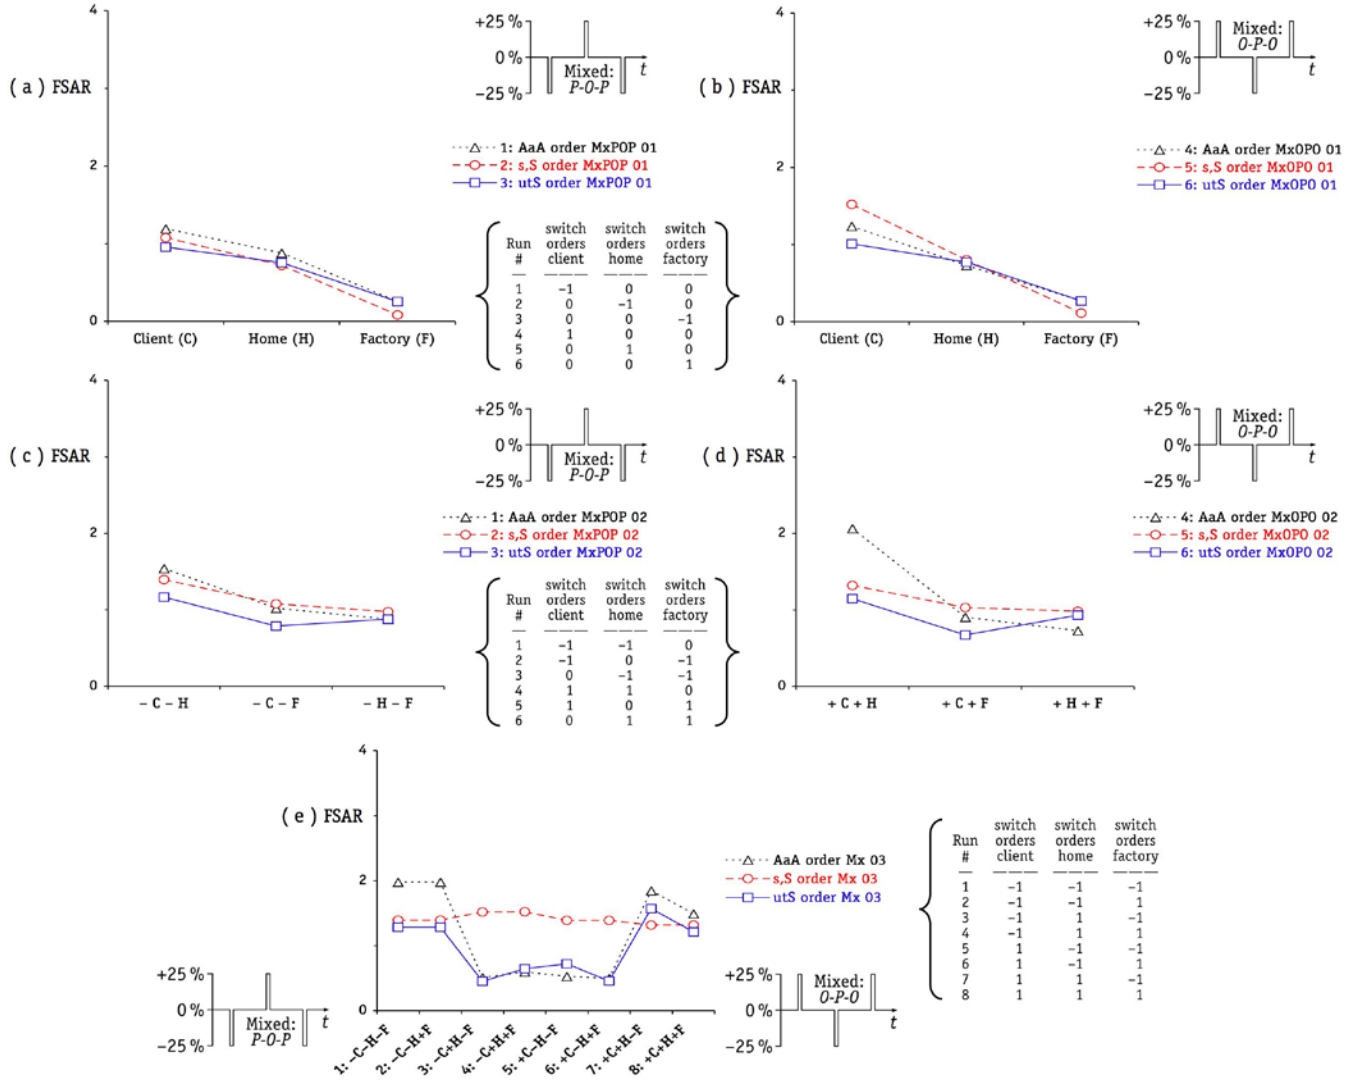 4
2
0
( a ) FSAR
Client (C)
Home (H)
Factory (F)
+25 %
0 %
−25 %
Mixed:
P-O-P
t
1: AaA order MxPOP 01
2: s,S order MxPOP 01
3: utS order MxPOP 01
Run # switch orders client switch orders home switch orders factory
1 −1 0 0
2 0 −1 0
3 0 0 −1
4 1 0 0
5 0 1 0
6 0 0 1
4
2
0
( b ) FSAR
Client (C)
Home (H)
Factory (F)
+25 %
0 %
−25 %
Mixed:
O-P-O
t
4: AaA order MxOPO 01
5: s,S order MxOPO 01
6: utS order MxOPO 01
4
2
0
( c ) FSAR
− C − H
− C − F
− H − F
+25 %
0 %
−25 %
Mixed:
P-O-P
t
1: AaA order MxPOP 02
2: s,S order MxPOP 02
3: utS order MxPOP 02
Run # switch orders client switch orders home switch orders factory
1 −1 −1 0
2 −1 0 −1
3 0 −1 −1
4 1 1 0
5 1 0 1
6 0 1 1
4
2
0
( d ) FSAR
+ C + H
+ C + F
+ H + F
+25 %
0 %
−25 %
Mixed:
O-P-O
t
4: AaA order MxOPO 02
5: s,S order MxOPO 02
6: utS order MxOPO 02
4
2
0
( e ) FSAR
1: −C−H−F
2: −C−H+F
3: −C+H−F
4: −C+H+F
5: +C−H−F
6: +C−H+F
7: +C+H−F
8: +C+H+F
AaA order Mx 03
s,S order Mx 03
utS order Mx 03
Run # switch orders client switch orders home switch orders factory
1 −1 −1 −1
2 −1 −1 1
3 −1 1 −1
4 −1 1 1
5 1 −1 −1
6 1 −1 1
7 1 1 −1
8 1 1 1
+25 %
0 %
−25 %
Mixed:
P-O-P
t
+25 %
0 %
−25 %
Mixed:
O-P-O
t